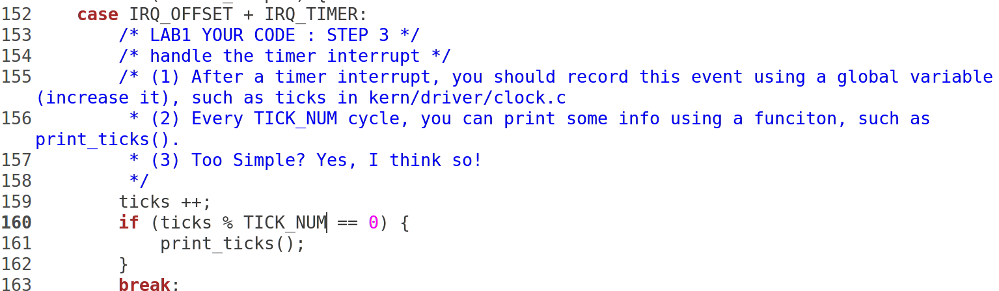 152     case IRQ_OFFSET + IRQ_TIMER:
153         /* LAB1 YOUR CODE : STEP 3 */
154         /* handle the timer interrupt */
155         /* (1) After a timer interrupt, you should record this event using a global variable
(increase it), such as ticks in kern/driver/clock.c
156          * (2) Every TICK_NUM cycle, you can print some info using a funciton, such as
print_ticks().
157          * (3) Too Simple? Yes, I think so!
158          */
159         ticks ++;
160         if (ticks % TICK_NUM == 0) {
161             print_ticks();
162         }
163         break;